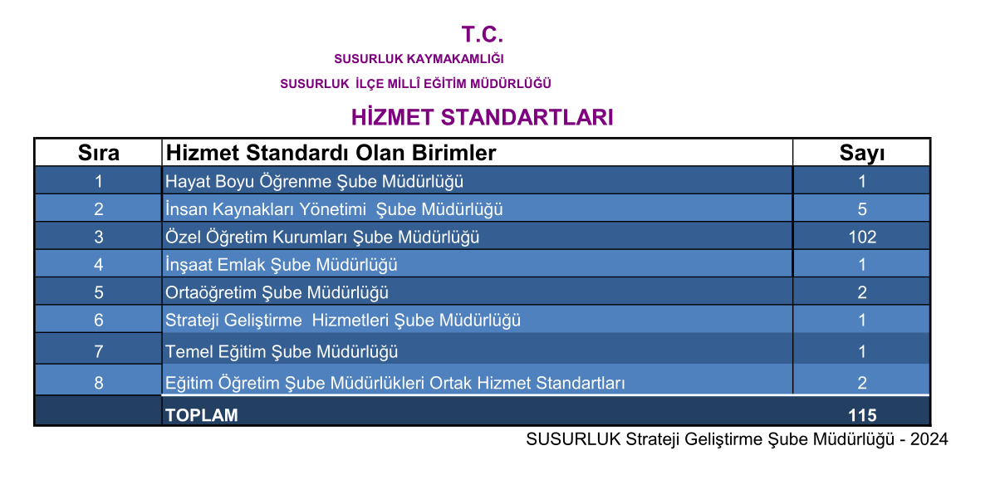 T.C.
SUSURLUK KAYMAKAMLIĞI
SUSURLUK  İLÇE MİLLÎ EĞİTİM MÜDÜRLÜĞÜ
HİZMET STANDARTLARI
Sıra Hizmet Standardı Olan Birimler Sayı
1 Hayat Boyu Öğrenme Şube Müdürlüğü 1
2 İnsan Kaynakları Yönetimi  Şube Müdürlüğü 5
3 Özel Öğretim Kurumları Şube Müdürlüğü 102
4 İnşaat Emlak Şube Müdürlüğü 1
5 Ortaöğretim Şube Müdürlüğü 2
6 Strateji Geliştirme  Hizmetleri Şube Müdürlüğü 1
7 Temel Eğitim Şube Müdürlüğü 1
8 Eğitim Öğretim Şube Müdürlükleri Ortak Hizmet Standartları 2
TOPLAM 115
SUSURLUK Strateji Geliştirme Şube Müdürlüğü - 2024